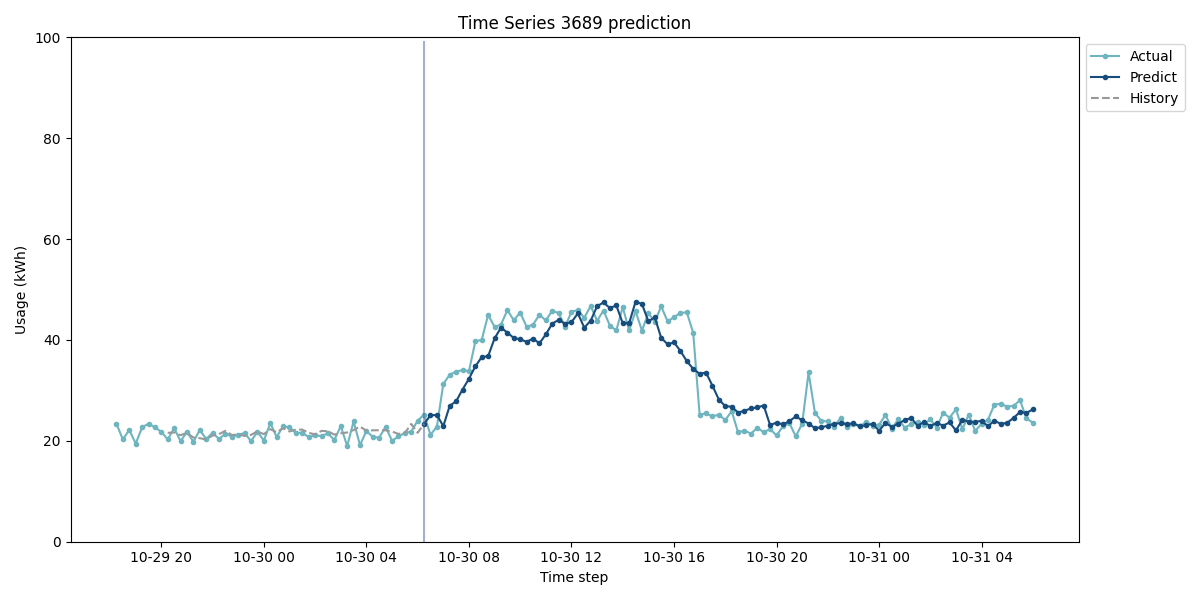 Time Series 3689 prediction
100
80
60
40
20
0
Usage (kWh)
10-29 20
10-30 00
10-30 04
10-30 08
10-30 12
10-30 16
10-30 20
10-31 00
10-31 04
Time step
Actual
Predict
History